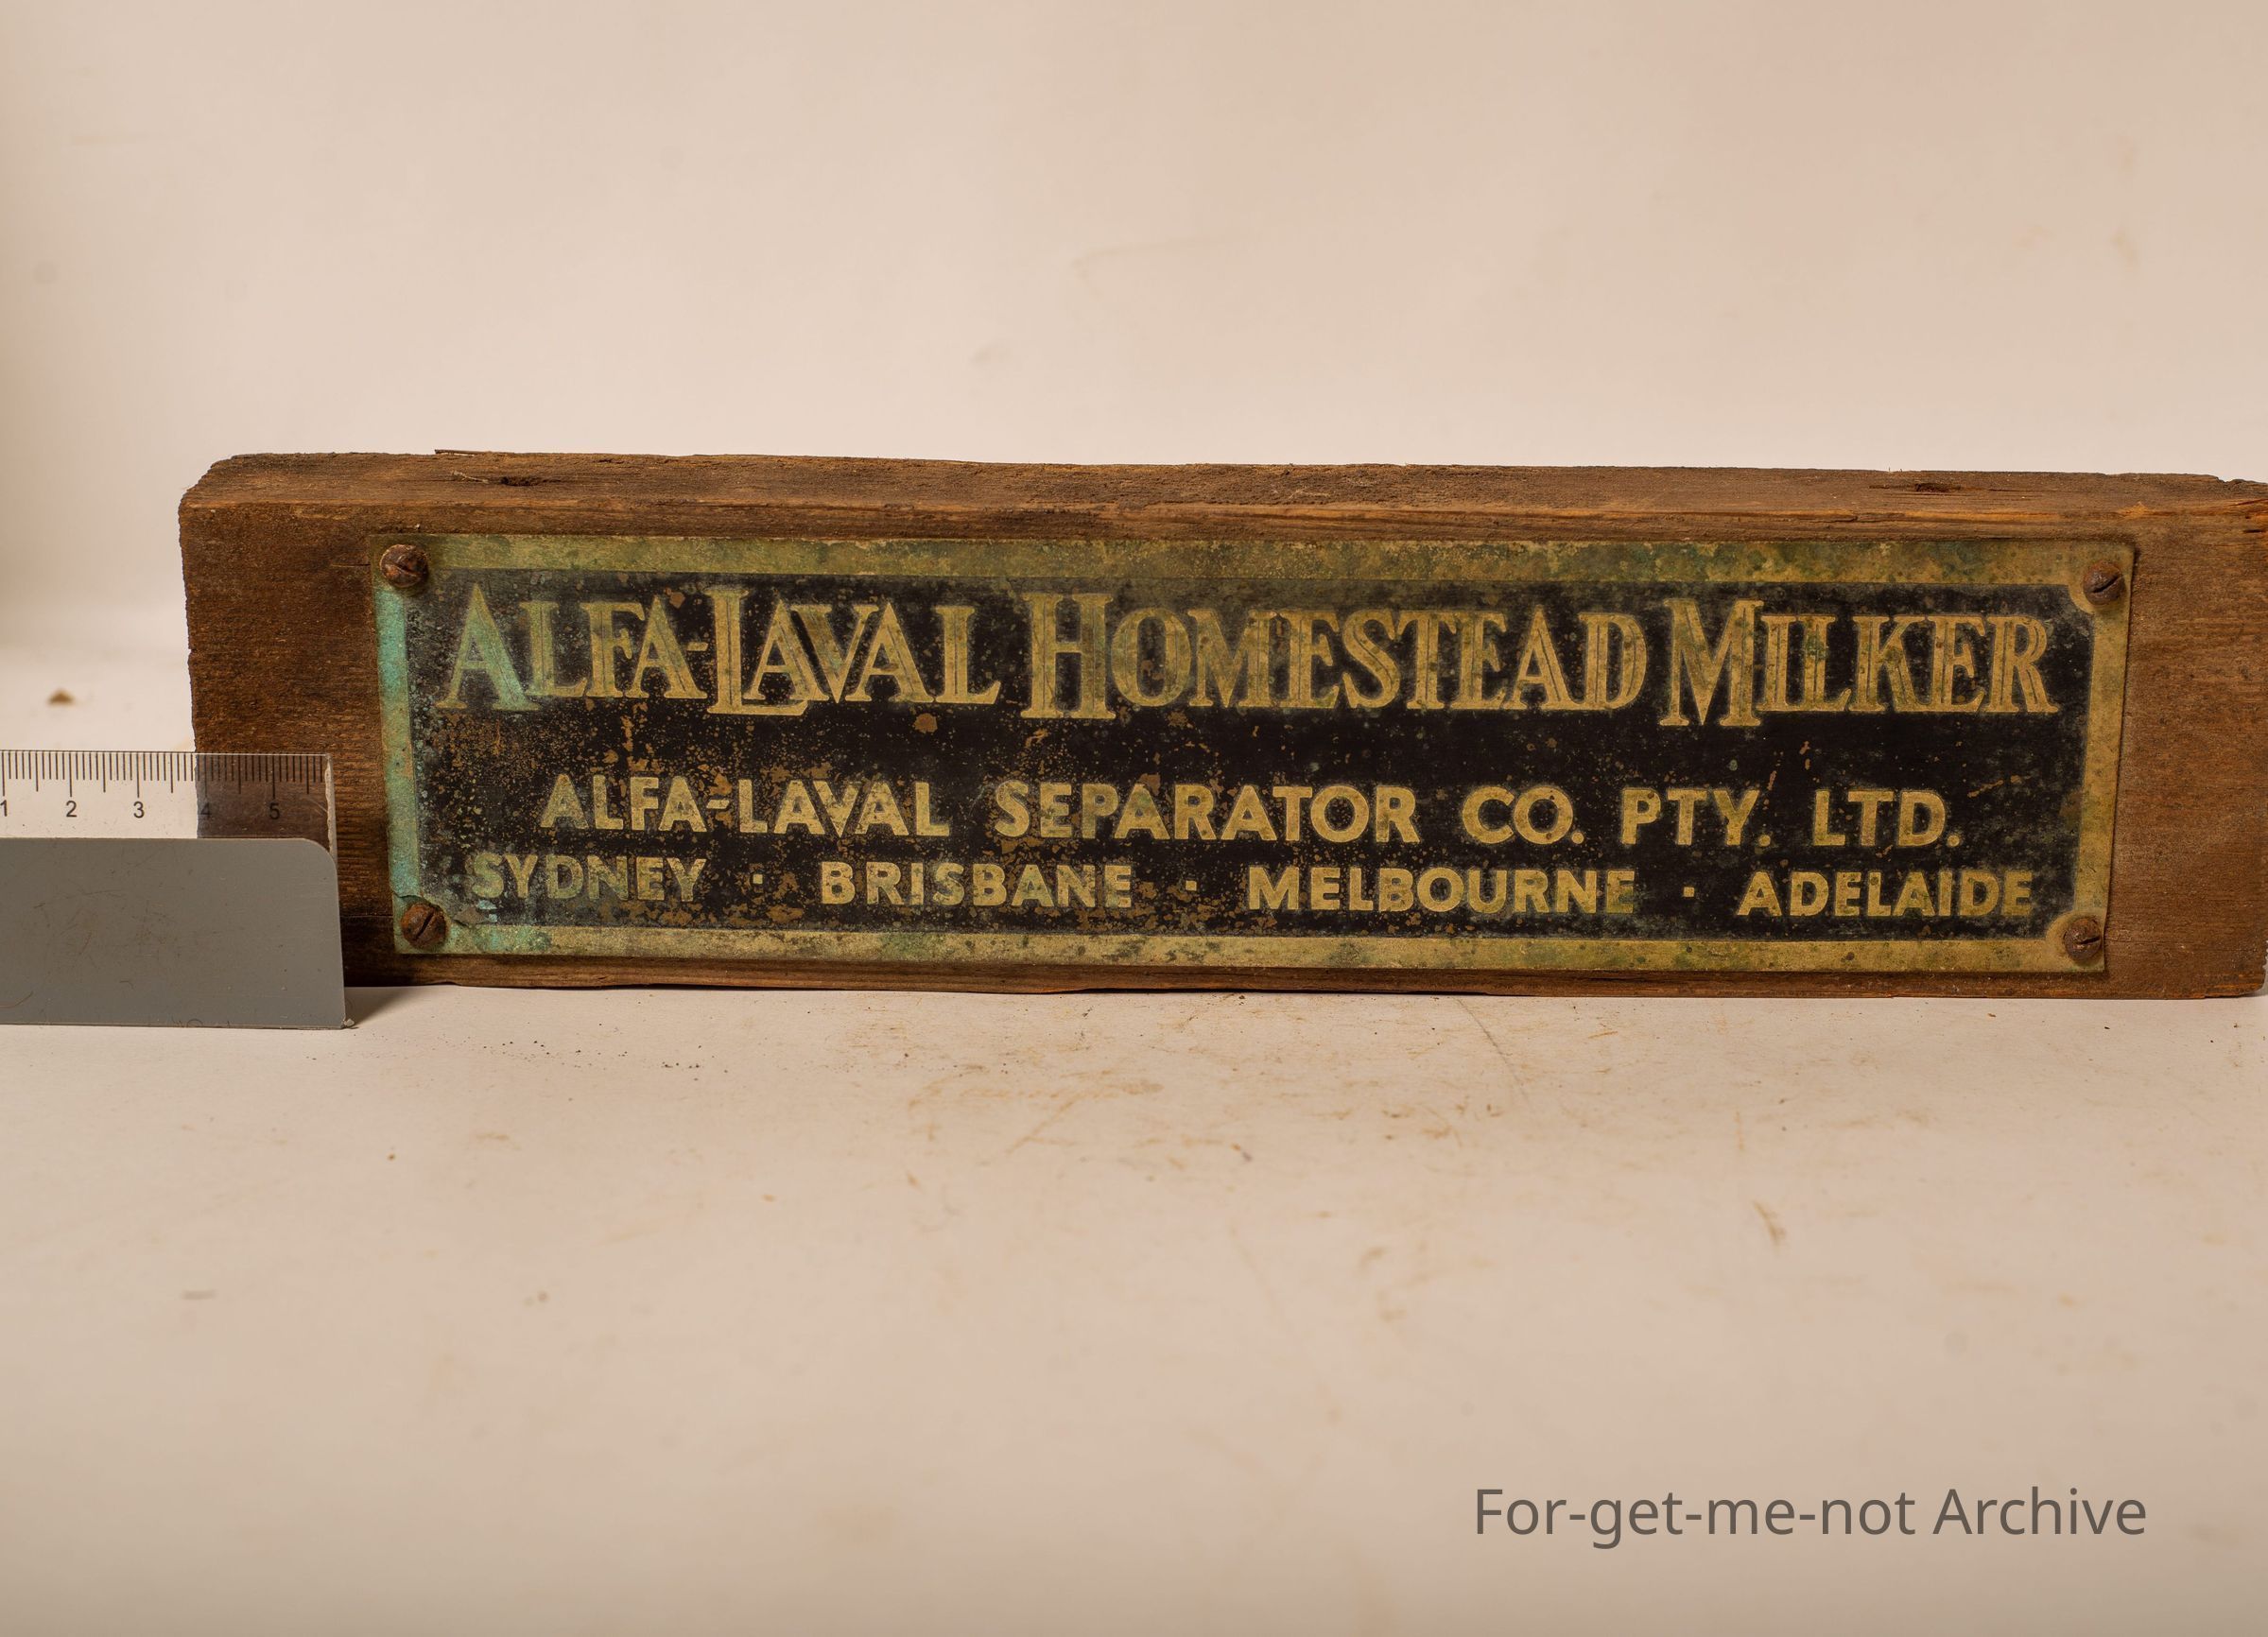 ALFA-LAVAL HOMESTEAD MILKER
ALFA-LAVAL SEPARATOR CO. PTY. LTD.
SYDNEY · BRISBANE · MELBOURNE · ADELAIDE
1 2 3 4 5
For-get-me-not Archive